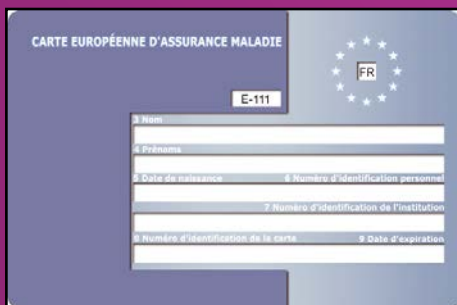 CARTE EUROPÉENNE D'ASSURANCE MALADIE
FR
E-111
3 Nom
4 Prénoms
5 Date de naissance 6 Numéro d'identification personnel
7 Numéro d'identification de l'institution
8 Numéro d'identification de la carte 9 Date d'expiration